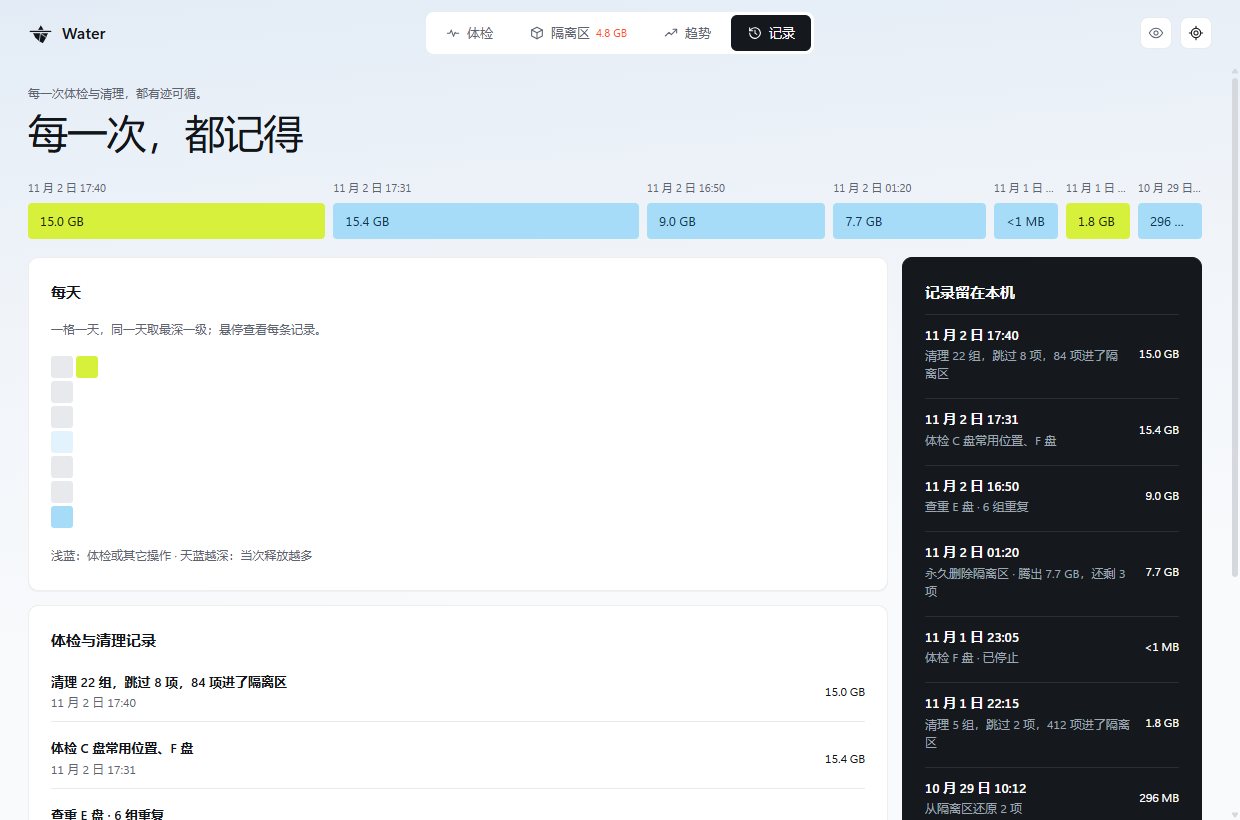 Water
体检
隔离区 4.8 GB
趋势
记录
每一次体检与清理，都有迹可循。
每一次，都记得
11 月 2 日 17:40
11 月 2 日 17:31
11 月 2 日 16:50
11 月 2 日 01:20
11 月 1 日 ...
11 月 1 日 ...
10 月 29 日...
15.0 GB
15.4 GB
9.0 GB
7.7 GB
<1 MB
1.8 GB
296 ...
每天
一格一天，同一天取最深一级；悬停查看每条记录。
浅蓝：体检或其它操作 · 天蓝越深：当次释放越多
体检与清理记录
清理 22 组，跳过 8 项，84 项进了隔离区
11 月 2 日 17:40
15.0 GB
体检 C 盘常用位置、F 盘
11 月 2 日 17:31
15.4 GB
查重 E 盘 · 6 组重复
记录留在本机
11 月 2 日 17:40
清理 22 组，跳过 8 项，84 项进了隔
离区
15.0 GB
11 月 2 日 17:31
体检 C 盘常用位置、F 盘
15.4 GB
11 月 2 日 16:50
查重 E 盘 · 6 组重复
9.0 GB
11 月 2 日 01:20
永久删除隔离区 · 腾出 7.7 GB，还剩 3
项
7.7 GB
11 月 1 日 23:05
体检 F 盘 · 已停止
<1 MB
11 月 1 日 22:15
清理 5 组，跳过 2 项，412 项进了隔离
区
1.8 GB
10 月 29 日 10:12
从隔离区还原 2 项
296 MB